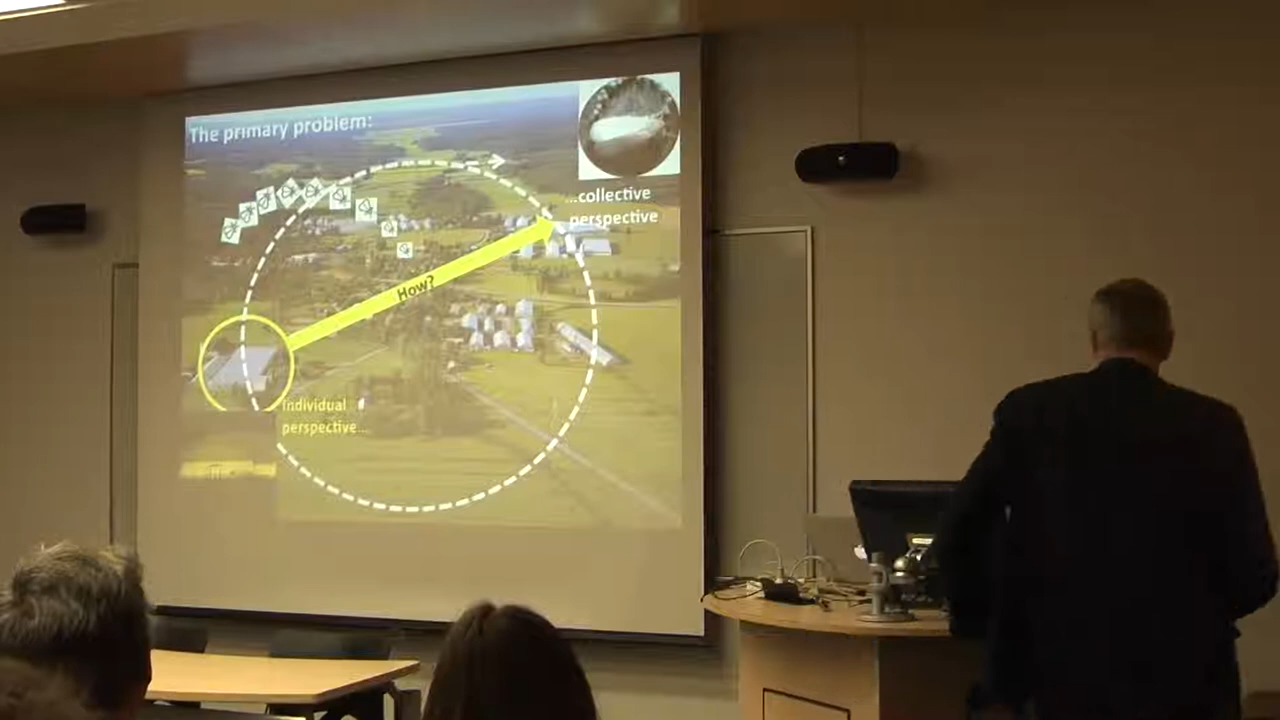 The primary problem:
...collective
perspective
How?
individual
perspective...